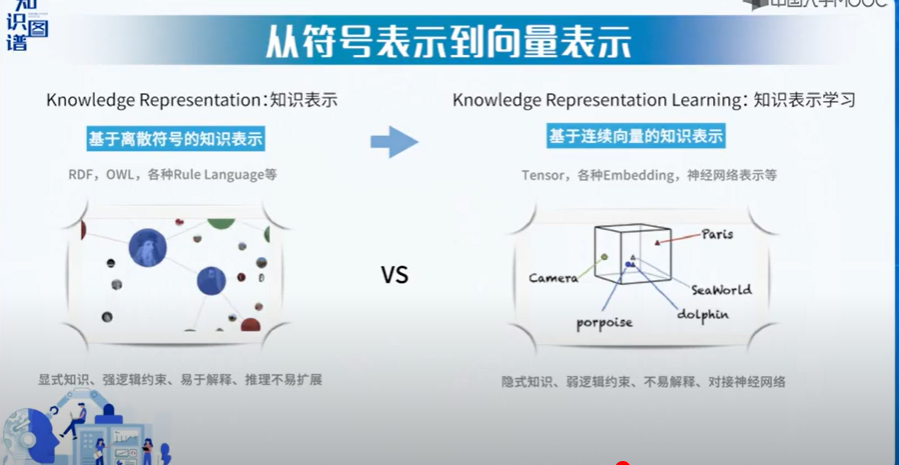 知
识图
谱
中国大学MOOC
从符号表示到向量表示
Knowledge Representation：知识表示
Knowledge Representation Learning：知识表示学习
基于离散符号的知识表示
基于连续向量的知识表示
RDF，OWL，各种Rule Language等
Tensor，各种Embedding，神经网络表示等
Paris
VS
Camera
SeaWorld
porpoise
dolphin
显式知识、强逻辑约束、易于解释、推理不易扩展
隐式知识、弱逻辑约束、不易解释、对接神经网络